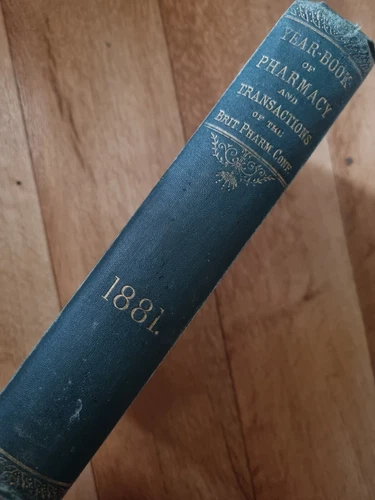 YEAR-BOOK
OF
PHARMACY
AND
TRANSACTIONS
OF THE
BRIT. PHARM. CONF
1881.